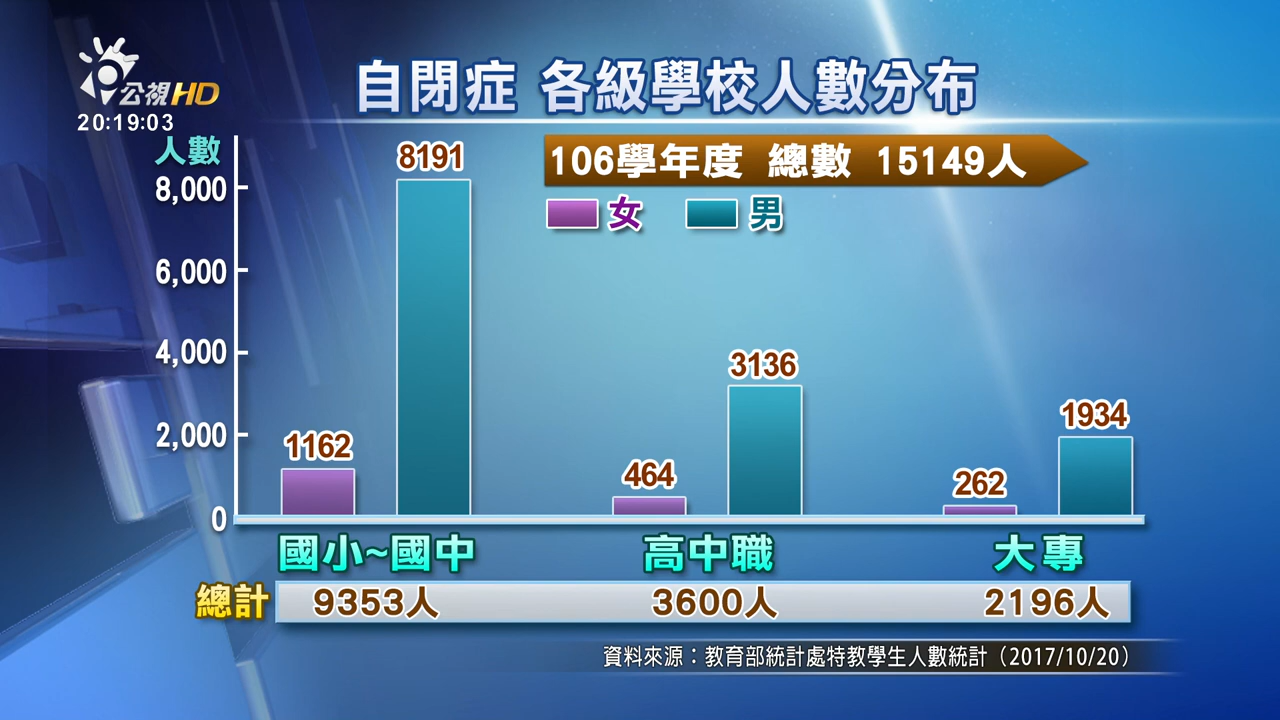 公視HD
20:19:03
自閉症 各級學校人數分布
106學年度 總數 15149人
女 男
人數
8,000
6,000
4,000
2,000
0
1162 8191 464 3136 262 1934
國小~國中 高中職 大專
總計 9353人 3600人 2196人
資料來源：教育部統計處特教學生人數統計（2017/10/20）